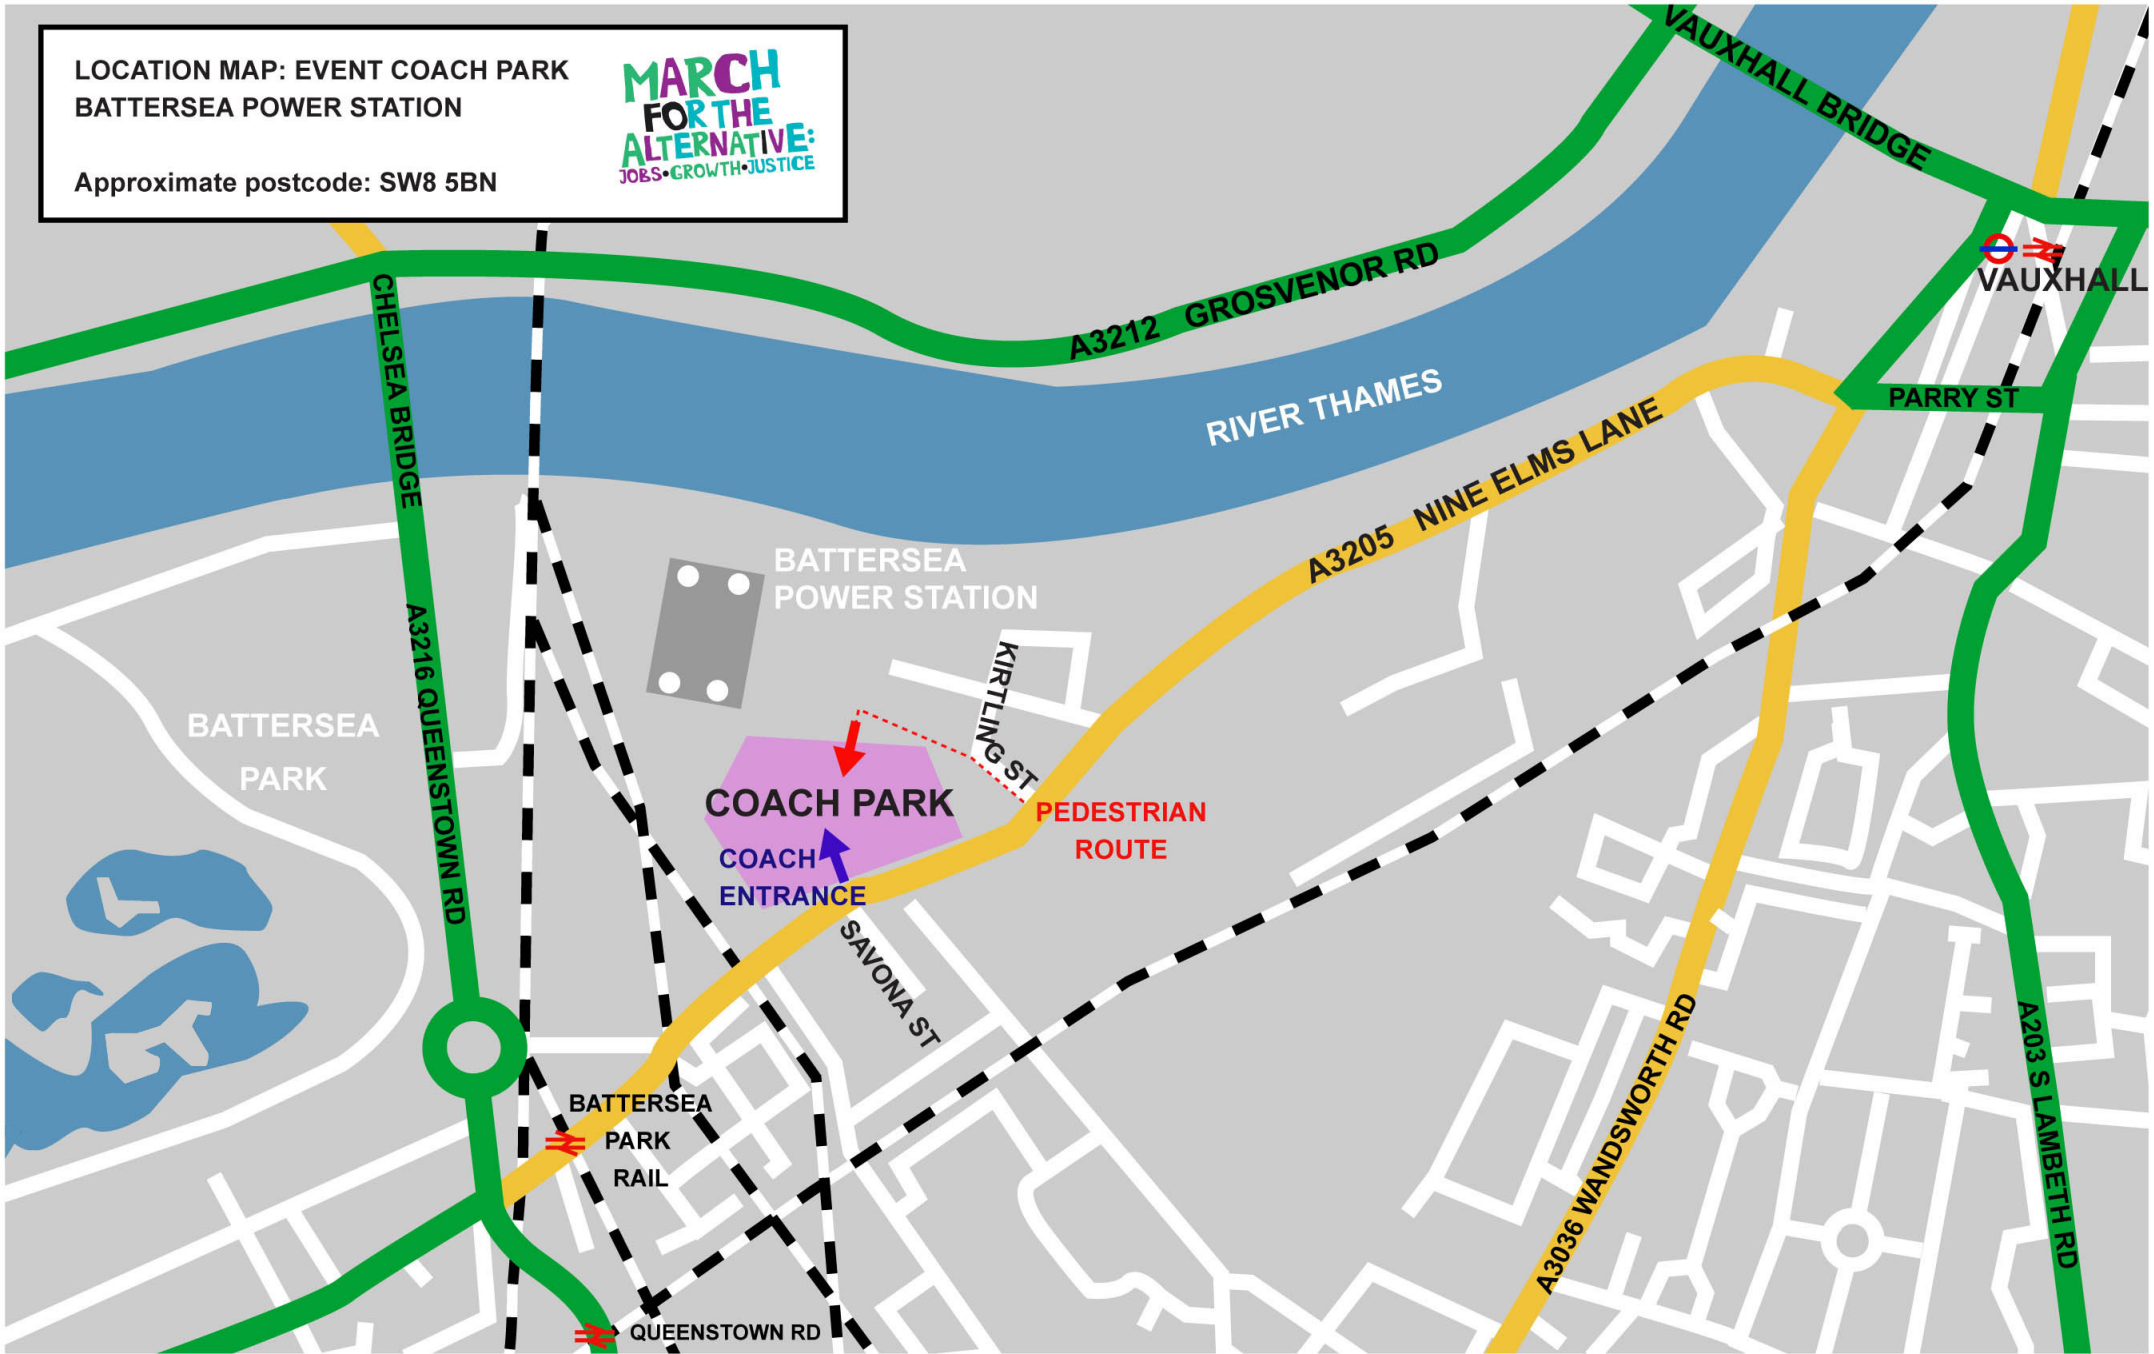 LOCATION MAP: EVENT COACH PARK
BATTERSEA POWER STATION
Approximate postcode: SW8 5BN
MARCH
FOR THE
ALTERNATIVE:
JOBS•GROWTH•JUSTICE
VAUXHALL BRIDGE
VAUXHALL
CHELSEA BRIDGE
A3212 GROSVENOR RD
RIVER THAMES
PARRY ST
A3205 NINE ELMS LANE
BATTERSEA
POWER STATION
KIRTLING ST
A3216 QUEENSTOWN RD
BATTERSEA
PARK
COACH PARK
PEDESTRIAN
ROUTE
COACH
ENTRANCE
SAVONA ST
BATTERSEA
PARK
RAIL
A3036 WANDSWORTH RD
A203 S LAMBETH RD
QUEENSTOWN RD